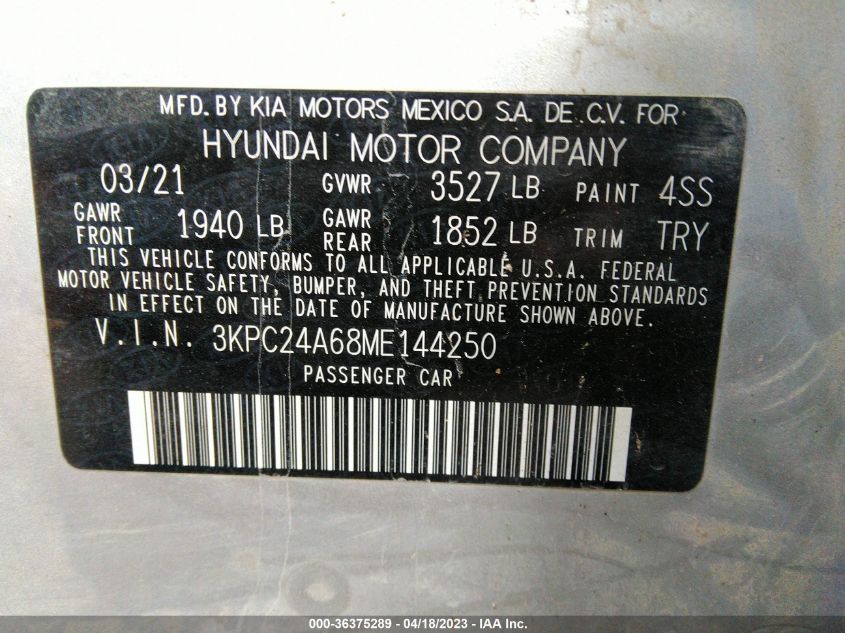 MFD. BY KIA MOTORS MEXICO S.A. DE C.V. FOR
HYUNDAI MOTOR COMPANY
03/21 GVWR 3527 LB PAINT 4SS
GAWR FRONT 1940 LB GAWR REAR 1852 LB TRIM TRY
THIS VEHICLE CONFORMS TO ALL APPLICABLE U.S.A. FEDERAL
MOTOR VEHICLE SAFETY, BUMPER, AND THEFT PREVENTION STANDARDS
IN EFFECT ON THE DATE OF MANUFACTURE SHOWN ABOVE.
V.I.N. 3KPC24A68ME144250
PASSENGER CAR
000-36375289 - 04/18/2023 - IAA Inc.